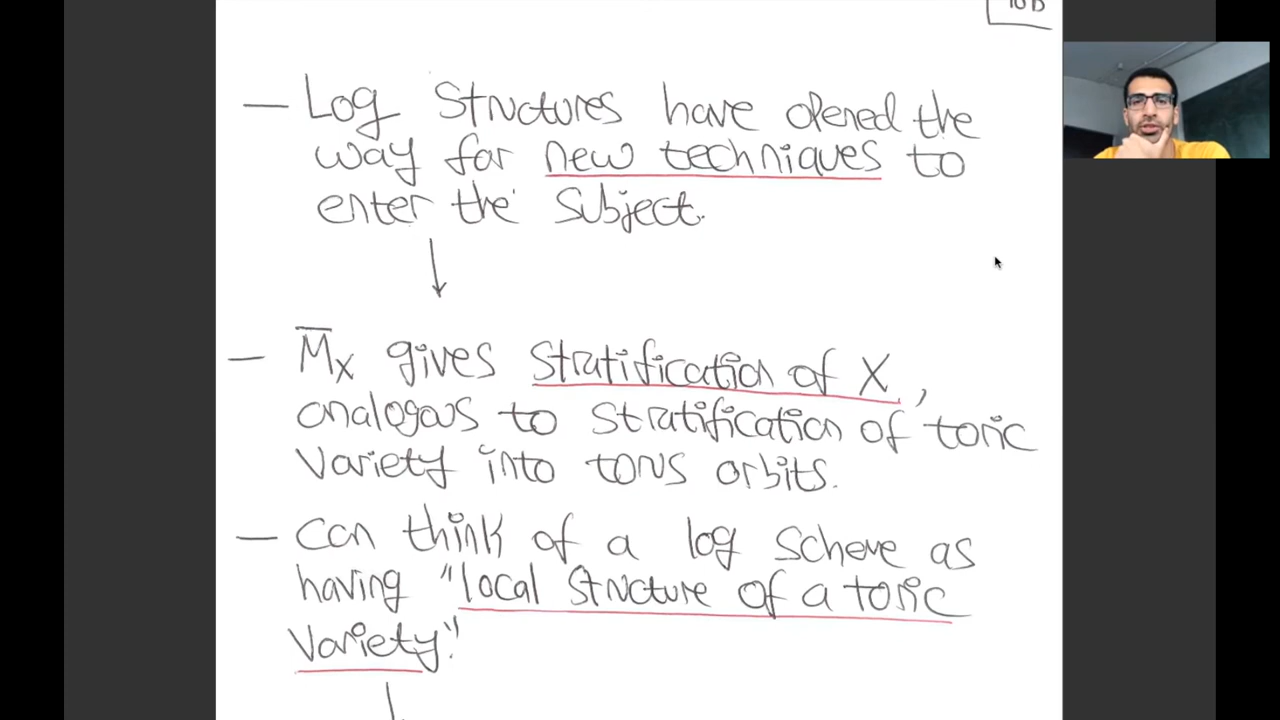 10B
— Log Structures have opened the
way for new techniques to
enter the subject.
↓
— M̅x gives Stratification of X,
analogous to stratification of toric
Variety into torus orbits.
— Can think of a log scheme as
having "local Structure of a toric
Variety".